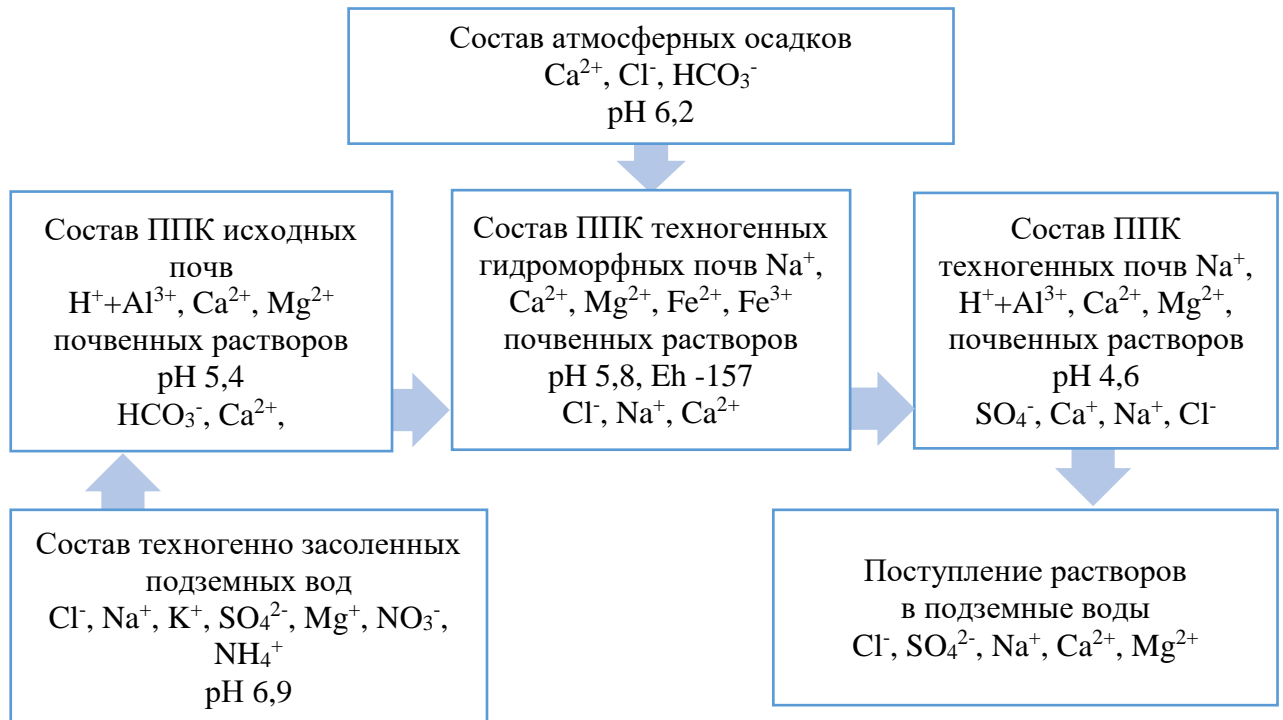 Состав атмосферных осадков
Ca²⁺, Cl⁻, HCO₃⁻
pH 6,2
Состав ППК исходных
почв
H⁺+Al³⁺, Ca²⁺, Mg²⁺
почвенных растворов
pH 5,4
HCO₃⁻, Ca²⁺,
Состав ППК техногенных
гидроморфных почв Na⁺,
Ca²⁺, Mg²⁺, Fe²⁺, Fe³⁺
почвенных растворов
pH 5,8, Eh -157
Cl⁻, Na⁺, Ca²⁺
Состав ППК
техногенных почв Na⁺,
H⁺+Al³⁺, Ca²⁺, Mg²⁺,
почвенных растворов
pH 4,6
SO₄⁻, Ca⁺, Na⁺, Cl⁻
Состав техногенно засоленных
подземных вод
Cl⁻, Na⁺, K⁺, SO₄²⁻, Mg⁺, NO₃⁻,
NH₄⁺
pH 6,9
Поступление растворов
в подземные воды
Cl⁻, SO₄²⁻, Na⁺, Ca²⁺, Mg²⁺